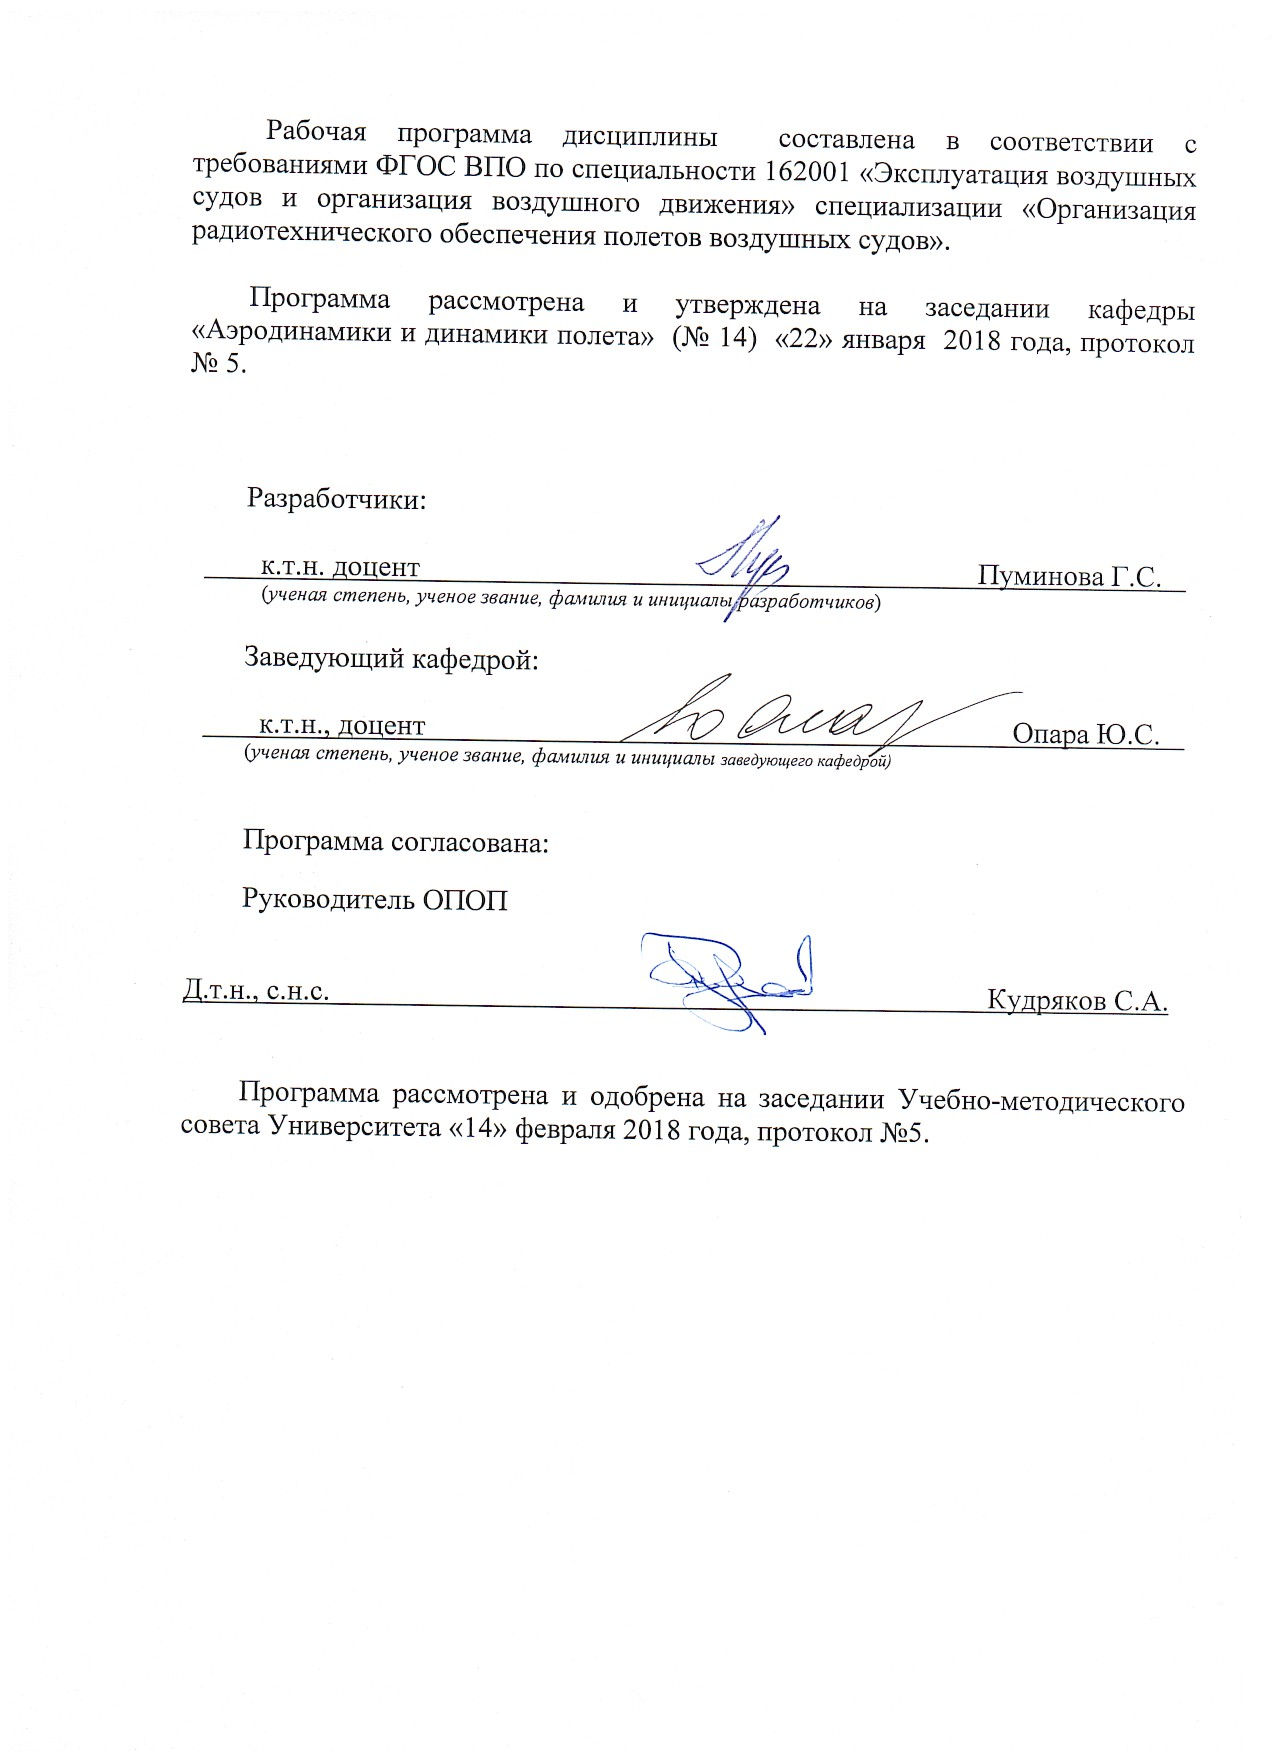 Рабочая программа дисциплины составлена в соответствии с
требованиями ФГОС ВПО по специальности 162001 «Эксплуатация воздушных
судов и организация воздушного движения» специализации «Организация
радиотехнического обеспечения полетов воздушных судов».
Программа рассмотрена и утверждена на заседании кафедры
«Аэродинамики и динамики полета» (№ 14) «22» января 2018 года, протокол
№ 5.
Разработчики:
к.т.н. доцент Пуминова Г.С.
(ученая степень, ученое звание, фамилия и инициалы разработчиков)
Заведующий кафедрой:
к.т.н., доцент Опара Ю.С.
(ученая степень, ученое звание, фамилия и инициалы заведующего кафедрой)
Программа согласована:
Руководитель ОПОП
Д.т.н., с.н.с. Кудряков С.А.
Программа рассмотрена и одобрена на заседании Учебно-методического
совета Университета «14» февраля 2018 года, протокол №5.